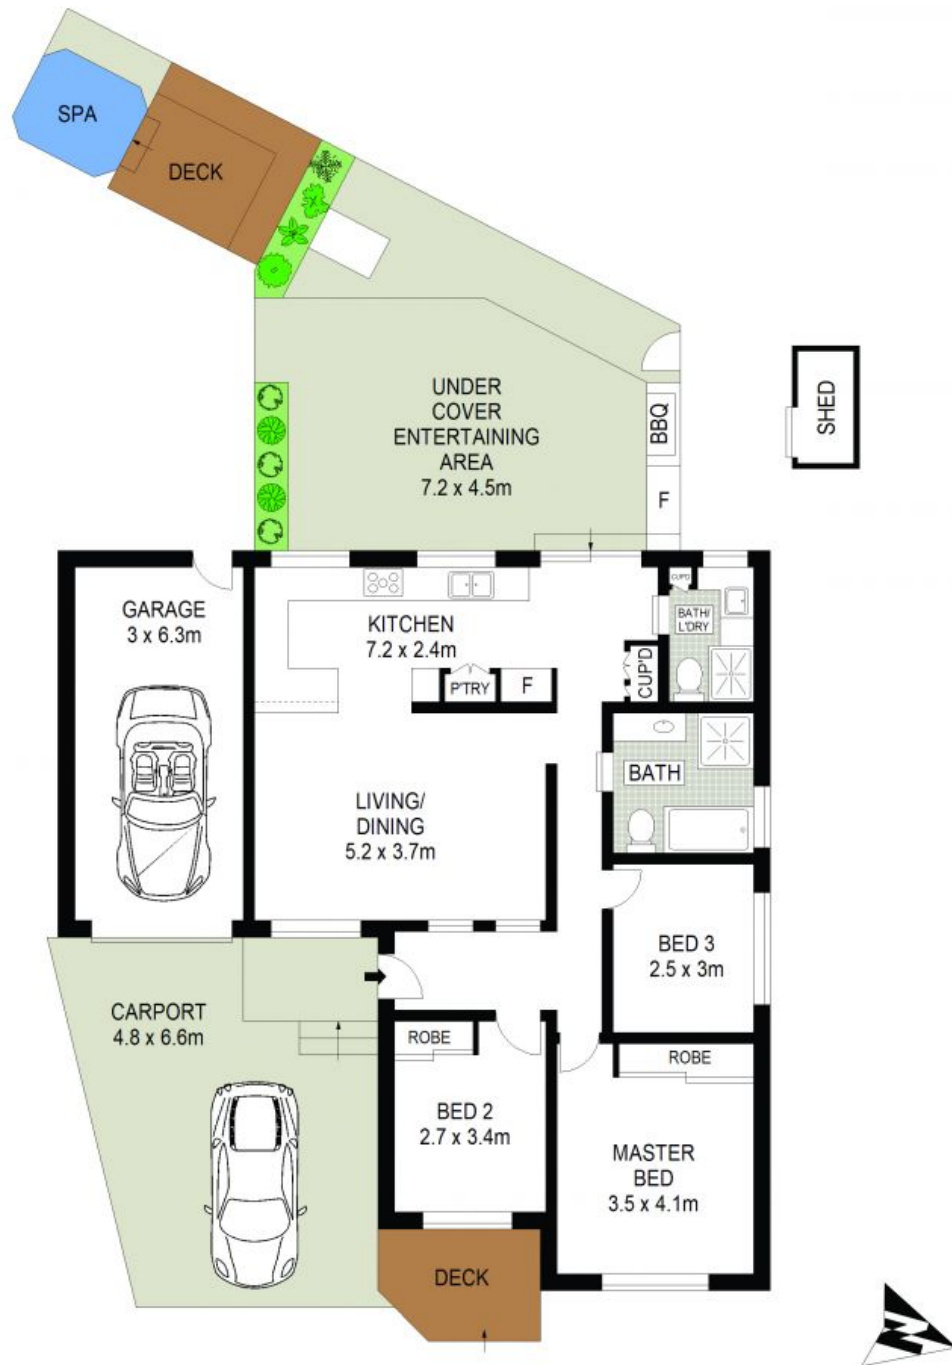 SPA
DECK
UNDER
COVER
ENTERTAINING
AREA
7.2 x 4.5m
BBQ
F
SHED
GARAGE
3 x 6.3m
KITCHEN
7.2 x 2.4m
P'TRY
F
CUP'D
CUP'D
BATH/
L'DRY
BATH
LIVING/
DINING
5.2 x 3.7m
BED 3
2.5 x 3m
CARPORT
4.8 x 6.6m
ROBE
BED 2
2.7 x 3.4m
ROBE
MASTER
BED
3.5 x 4.1m
DECK
N